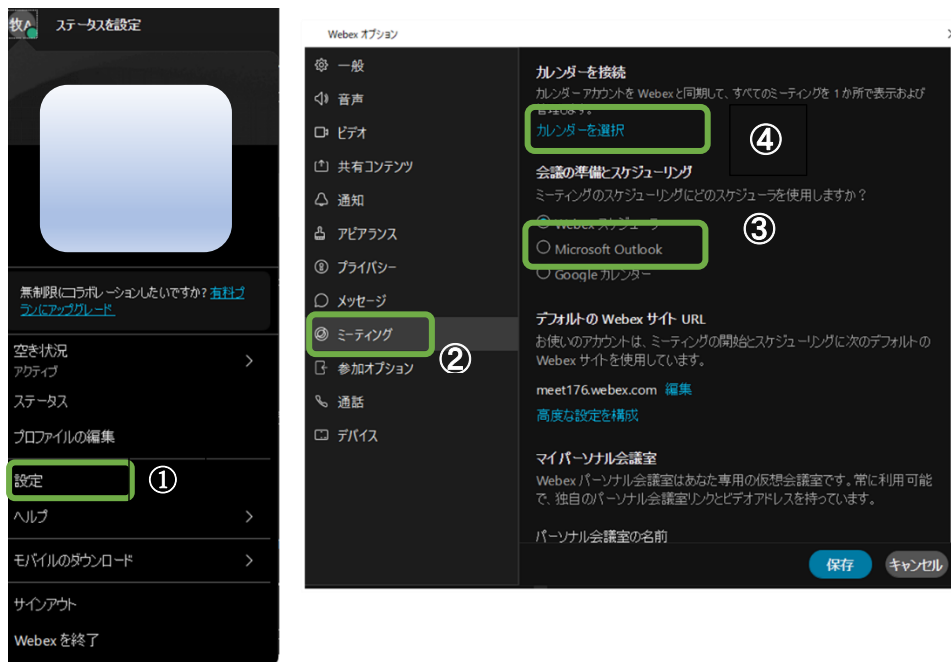 牧
ステータスを設定
無制限にコラボレーションしたいですか? 有料プ
ランにアップグレード
空き状況
アクティブ
ステータス
プロファイルの編集
設定
①
ヘルプ
モバイルのダウンロード
サインアウト
Webex を終了
Webex オプション
一般
音声
ビデオ
共有コンテンツ
通知
アピアランス
プライバシー
メッセージ
ミーティング
②
参加オプション
通話
デバイス
カレンダーを接続
カレンダー アカウントを Webex と同期して、すべてのミーティングを 1 か所で表示および
管理します。
カレンダーを選択
④
会議の準備とスケジューリング
ミーティングのスケジューリングにどのスケジューラを使用しますか?
③
Webex スケジューラ
Microsoft Outlook
Google カレンダー
デフォルトの Webex サイト URL
お使いのアカウントは、ミーティングの開始とスケジューリングに次のデフォルトの
Webex サイトを使用しています。
meet176.webex.com 編集
高度な設定を構成
マイ パーソナル会議室
Webex パーソナル会議室はあなた専用の仮想会議室です。常に利用可能
で、独自のパーソナル会議室リンクとビデオアドレスを持っています。
パーソナル会議室の名前
保存
キャンセル